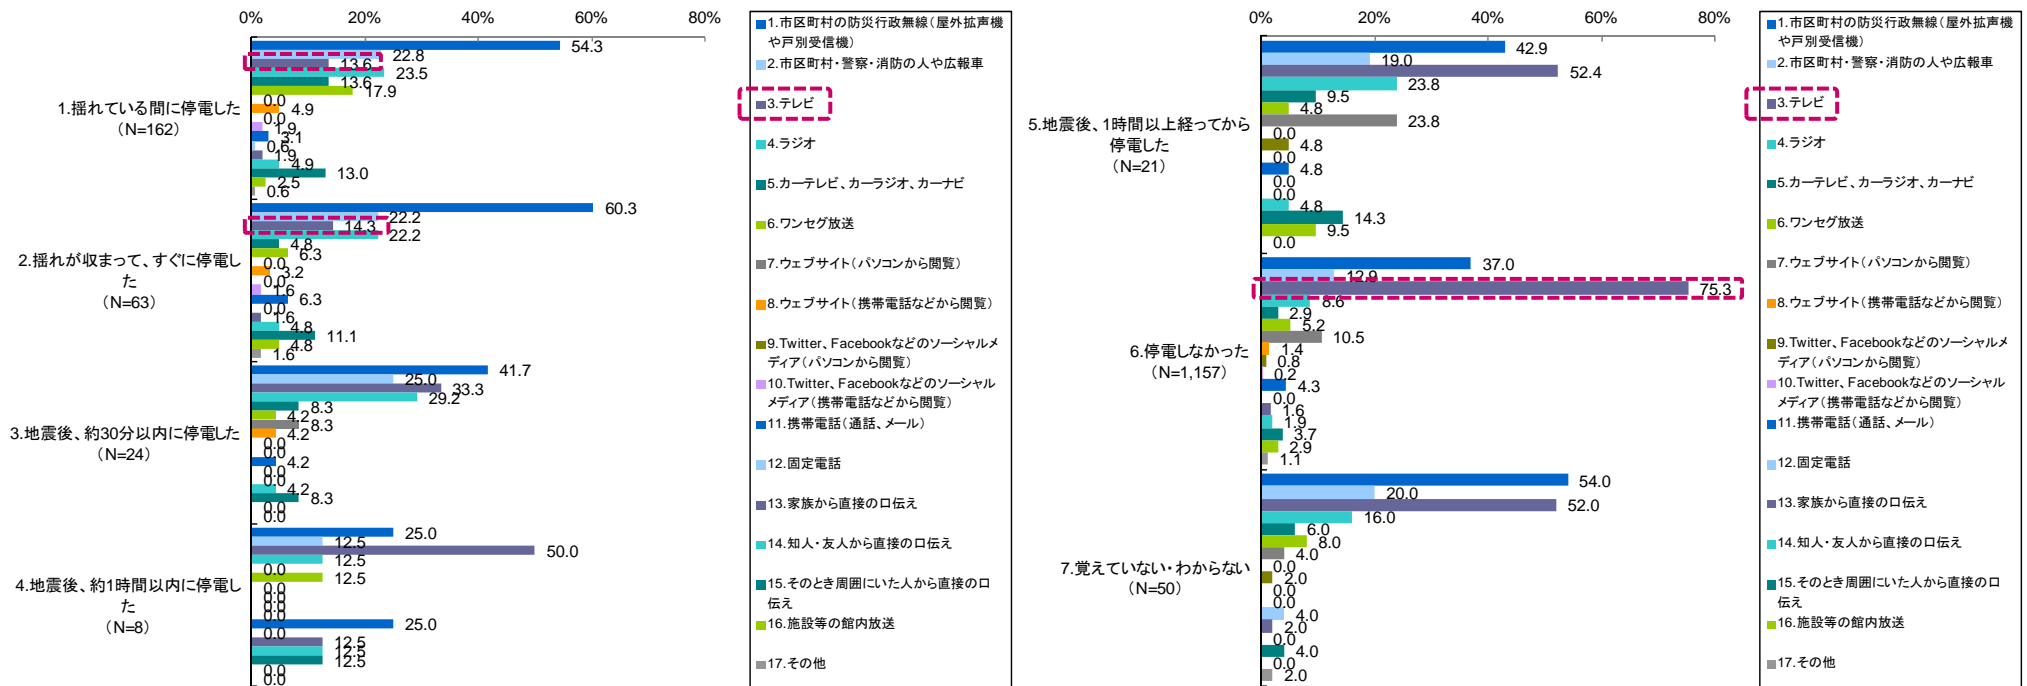 0%
20%
40%
60%
80%
1.揺れている間に停電した
（N=162）
54.3
22.8
13.6
23.5
13.6
17.9
0.0
4.9
0.0
1.9
3.1
0.6
1.9
4.9
13.0
2.5
0.6
2.揺れが収まって、すぐに停電し
た
（N=63）
60.3
22.2
14.3
22.2
4.8
6.3
0.0
3.2
0.0
1.6
6.3
0.0
1.6
4.8
11.1
4.8
1.6
3.地震後、約30分以内に停電した
（N=24）
41.7
25.0
33.3
29.2
8.3
4.2
8.3
4.2
0.0
0.0
4.2
0.0
0.0
4.2
8.3
0.0
0.0
4.地震後、約1時間以内に停電し
た
（N=8）
25.0
12.5
50.0
12.5
0.0
12.5
0.0
0.0
0.0
0.0
25.0
0.0
12.5
12.5
12.5
0.0
0.0
1.市区町村の防災行政無線（屋外拡声機
や戸別受信機）
2.市区町村・警察・消防の人や広報車
3.テレビ
4.ラジオ
5.カーテレビ、カーラジオ、カーナビ
6.ワンセグ放送
7.ウェブサイト（パソコンから閲覧）
8.ウェブサイト（携帯電話などから閲覧）
9.Twitter、Facebookなどのソーシャルメ
ディア（パソコンから閲覧）
10.Twitter、Facebookなどのソーシャル
メディア（携帯電話などから閲覧）
11.携帯電話（通話、メール）
12.固定電話
13.家族から直接の口伝え
14.知人・友人から直接の口伝え
15.そのとき周囲にいた人から直接の口
伝え
16.施設等の館内放送
17.その他
0%
20%
40%
60%
80%
5.地震後、1時間以上経ってから
停電した
（N=21）
42.9
19.0
52.4
23.8
9.5
4.8
23.8
0.0
4.8
0.0
4.8
0.0
0.0
4.8
14.3
9.5
0.0
6.停電しなかった
（N=1,157）
37.0
12.9
75.3
8.6
2.9
5.2
10.5
1.4
0.8
0.2
4.3
0.0
1.6
1.9
3.7
2.9
1.1
7.覚えていない・わからない
（N=50）
54.0
20.0
52.0
16.0
6.0
8.0
4.0
0.0
2.0
0.0
0.0
4.0
2.0
0.0
4.0
0.0
2.0
1.市区町村の防災行政無線（屋外拡声機
や戸別受信機）
2.市区町村・警察・消防の人や広報車
3.テレビ
4.ラジオ
5.カーテレビ、カーラジオ、カーナビ
6.ワンセグ放送
7.ウェブサイト（パソコンから閲覧）
8.ウェブサイト（携帯電話などから閲覧）
9.Twitter、Facebookなどのソーシャルメ
ディア（パソコンから閲覧）
10.Twitter、Facebookなどのソーシャル
メディア（携帯電話などから閲覧）
11.携帯電話（通話、メール）
12.固定電話
13.家族から直接の口伝え
14.知人・友人から直接の口伝え
15.そのとき周囲にいた人から直接の口
伝え
16.施設等の館内放送
17.その他